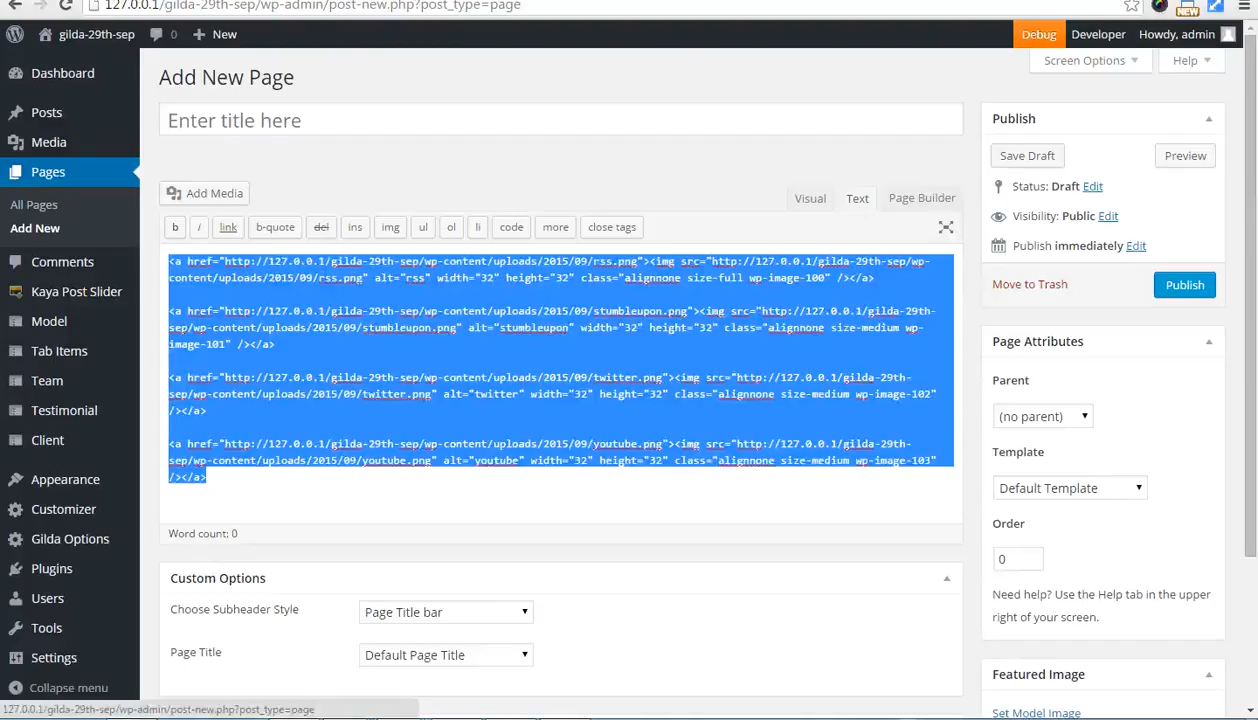 127.0.0.1/gilda-29th-sep/wp-admin/post-new.php?post_type=page
NEW
gilda-29th-sep
0
New
Debug
Developer
Howdy, admin
Screen Options
Help
Dashboard
Posts
Media
Pages
All Pages
Add New
Comments
Kaya Post Slider
Model
Tab Items
Team
Testimonial
Client
Appearance
Customizer
Gilda Options
Plugins
Users
Tools
Settings
Collapse menu
127.0.0.1/gilda-29th-sep/wp-admin/post-new.php?post_type=page
Add New Page
Enter title here
Add Media
Visual
Text
Page Builder
b
i
link
b-quote
del
ins
img
ul
ol
li
code
more
close tags
<a href="http://127.0.0.1/gilda-29th-sep/wp-content/uploads/2015/09/rss.png"><img src="http://127.0.0.1/gilda-29th-sep/wp-
content/uploads/2015/09/rss.png" alt="rss" width="32" height="32" class="alignnone size-full wp-image-100" /></a>
<a href="http://127.0.0.1/gilda-29th-sep/wp-content/uploads/2015/09/stumbleupon.png"><img src="http://127.0.0.1/gilda-29th-
sep/wp-content/uploads/2015/09/stumbleupon.png" alt="stumbleupon" width="32" height="32" class="alignnone size-medium wp-
image-101" /></a>
<a href="http://127.0.0.1/gilda-29th-sep/wp-content/uploads/2015/09/twitter.png"><img src="http://127.0.0.1/gilda-29th-
sep/wp-content/uploads/2015/09/twitter.png" alt="twitter" width="32" height="32" class="alignnone size-medium wp-image-102"
/></a>
<a href="http://127.0.0.1/gilda-29th-sep/wp-content/uploads/2015/09/youtube.png"><img src="http://127.0.0.1/gilda-29th-
sep/wp-content/uploads/2015/09/youtube.png" alt="youtube" width="32" height="32" class="alignnone size-medium wp-image-103"
/></a>
Word count: 0
Custom Options
Choose Subheader Style
Page Title bar
Page Title
Default Page Title
Publish
Save Draft
Preview
Status: Draft Edit
Visibility: Public Edit
Publish immediately Edit
Move to Trash
Publish
Page Attributes
Parent
(no parent)
Template
Default Template
Order
0
Need help? Use the Help tab in the upper
right of your screen.
Featured Image
Set Model Image